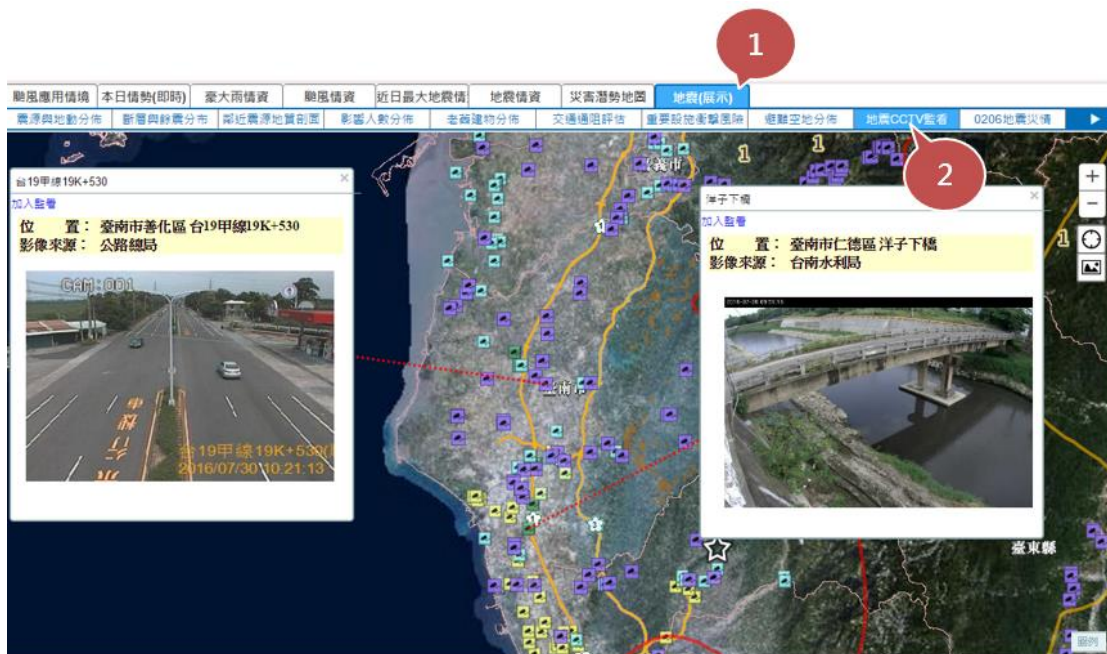 1
颱風應用情境 本日情勢(即時) 豪大雨情資 颱風情資 近日最大地震情 地震情資 災害潛勢地圖 地震(展示)
震源與地動分佈 斷層與餘震分布 鄰近震源地質剖面 影響人數分佈 老舊建物分佈 交通通阻評估 重要設施衝擊風險 避難空地分佈 地震CCTV監看 0206地震災情
2
台19甲線19K+530
加入監看
位 置： 臺南市善化區 台19甲線19K+530
影像來源： 公路總局
CAM:001
台19甲線19K+530(
2016/07/30 10:21:13
洋子下橋
加入監看
位 置： 臺南市仁德區 洋子下橋
影像來源： 台南水利局
嘉義市
1
1
1
1
臺南市
1
3
臺東縣
圖例